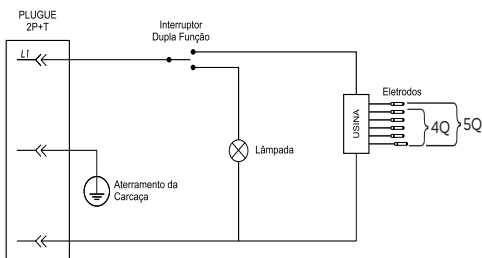 PLUGUE
2P+T
L1
Interruptor
Dupla Função
Eletrodos
USINA
4Q
5Q
Lâmpada
Aterramento da
Carcaça